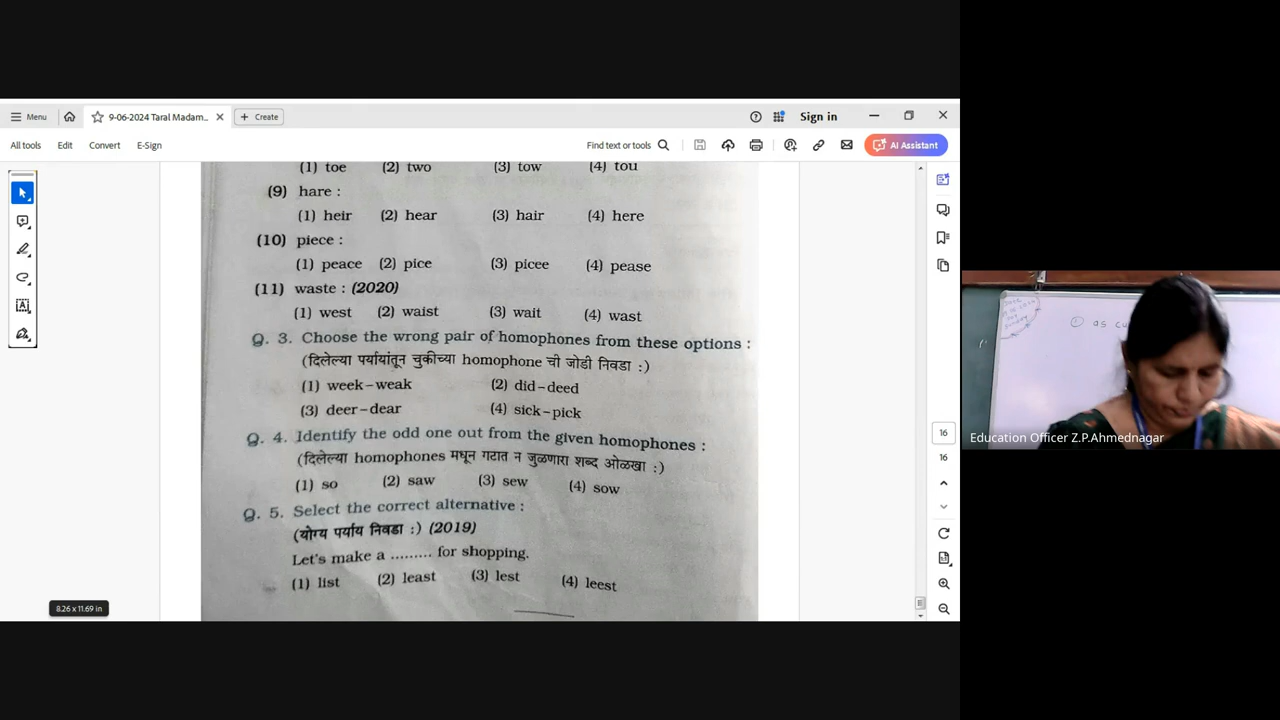 Menu
9-06-2024 Taral Madam...
Create
Sign in
All tools Edit Convert E-Sign
Find text or tools
AI Assistant
(1) toe (2) two (3) tow (4) tou
(9) hare :
(1) heir (2) hear (3) hair (4) here
(10) piece :
(1) peace (2) pice (3) picee (4) pease
(11) waste : (2020)
(1) west (2) waist (3) wait (4) wast
Q. 3. Choose the wrong pair of homophones from these options :
(दिलेल्या पर्यायांतून चुकीच्या homophone ची जोडी निवडा :)
(1) week–weak (2) did–deed
(3) deer–dear (4) sick–pick
Q. 4. Identify the odd one out from the given homophones :
(दिलेल्या homophones मधून गटात न जुळणारा शब्द ओळखा :)
(1) so (2) saw (3) sew (4) sow
Q. 5. Select the correct alternative :
(योग्य पर्याय निवडा :) (2019)
Let's make a ......... for shopping.
(1) list (2) least (3) lest (4) leest
8.26 x 11.69 in
16
16
as
Education Officer Z.P.Ahmednagar